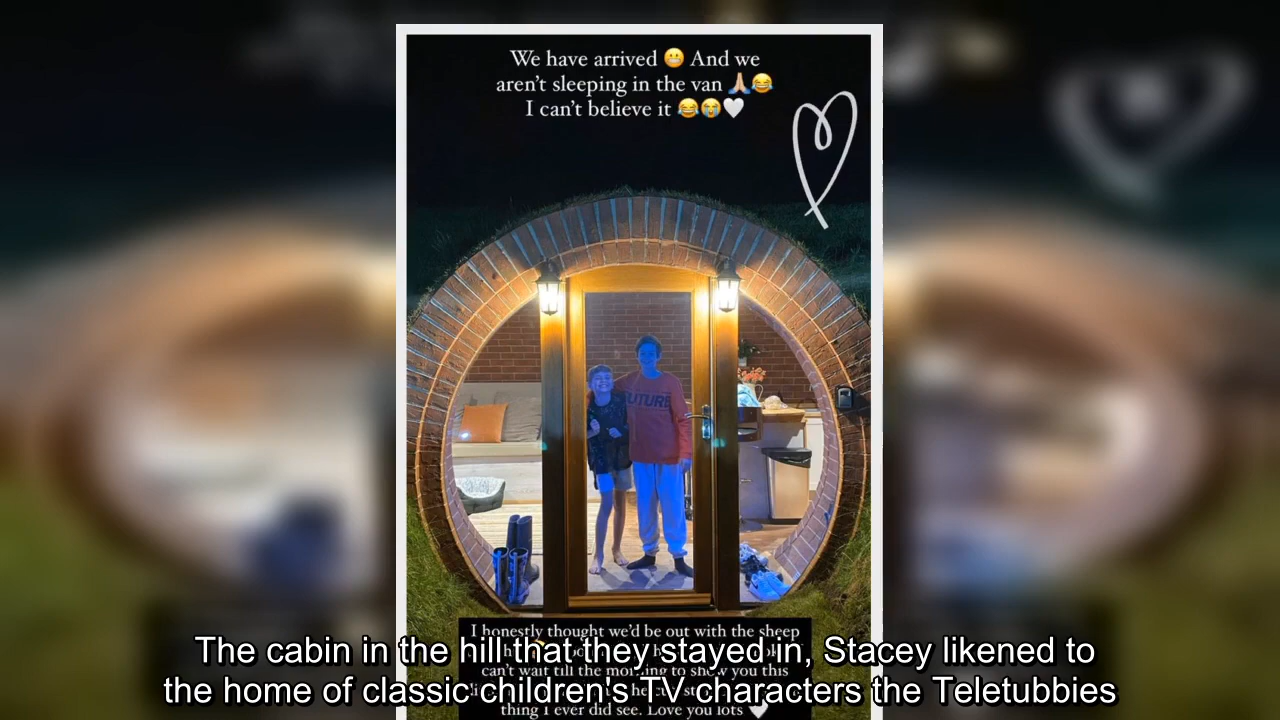 We have arrived 😬 And we
aren't sleeping in the van 🙏🏼😂
I can't believe it 😂😭🤍
UTURE
I honestly thought we'd be out with the sheep
can't wait till the morning to show you this
thing I ever did see. Love you lots 🤍
The cabin in the hill that they stayed in, Stacey likened to
the home of classic children's TV characters the Teletubbies